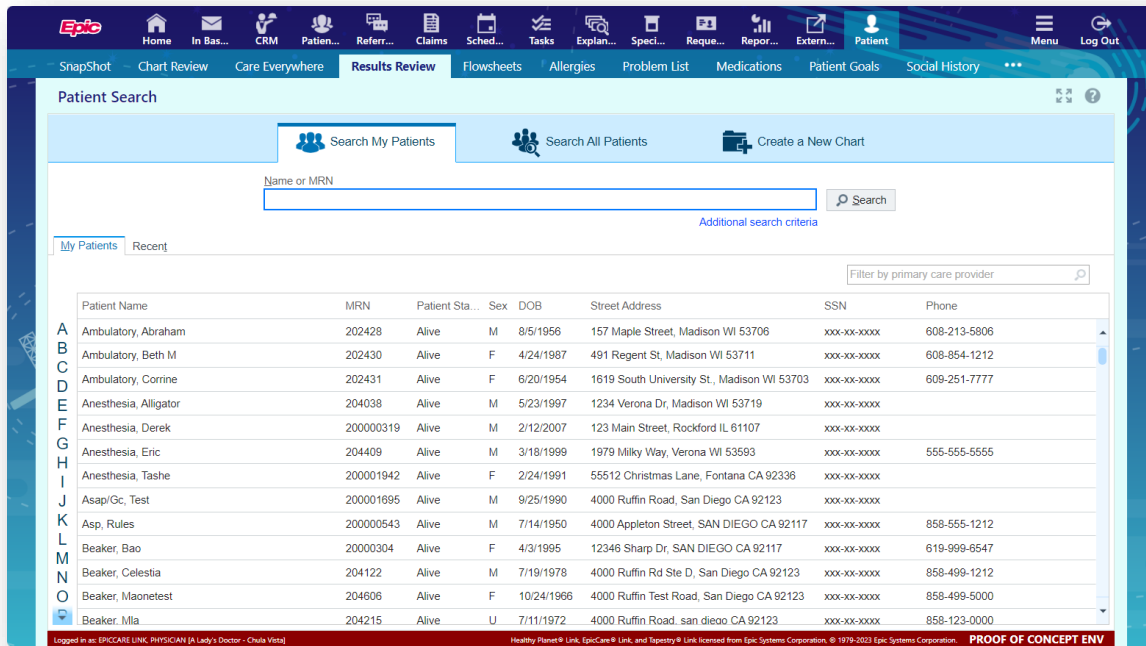 Epic
Home In Bas... CRM Patien... Referr... Claims Sched... Tasks Explan... Speci... Reque... Repor... Extern... Patient Menu Log Out
SnapShot Chart Review Care Everywhere Results Review Flowsheets Allergies Problem List Medications Patient Goals Social History •••
Patient Search
Search My Patients Search All Patients Create a New Chart
Name or MRN
Search
Additional search criteria
My Patients Recent
Filter by primary care provider
Patient Name MRN Patient Sta... Sex DOB Street Address SSN Phone
A Ambulatory, Abraham 202428 Alive M 8/5/1956 157 Maple Street, Madison WI 53706 xxx-xx-xxxx 608-213-5806
B Ambulatory, Beth M 202430 Alive F 4/24/1987 491 Regent St, Madison WI 53711 xxx-xx-xxxx 608-854-1212
C
D Ambulatory, Corrine 202431 Alive F 6/20/1954 1619 South University St., Madison WI 53703 xxx-xx-xxxx 609-251-7777
E Anesthesia, Alligator 204038 Alive M 5/23/1997 1234 Verona Dr, Madison WI 53719 xxx-xx-xxxx
F Anesthesia, Derek 200000319 Alive M 2/12/2007 123 Main Street, Rockford IL 61107 xxx-xx-xxxx
G
H Anesthesia, Eric 204409 Alive M 3/18/1999 1979 Milky Way, Verona WI 53593 xxx-xx-xxxx 555-555-5555
I Anesthesia, Tashe 200001942 Alive F 2/24/1991 55512 Christmas Lane, Fontana CA 92336 xxx-xx-xxxx
J Asap/Gc, Test 200001695 Alive M 9/25/1990 4000 Ruffin Road, San Diego CA 92123 xxx-xx-xxxx
K Asp, Rules 200000543 Alive M 7/14/1950 4000 Appleton Street, SAN DIEGO CA 92117 xxx-xx-xxxx 858-555-1212
L
M Beaker, Bao 20000304 Alive F 4/3/1995 12346 Sharp Dr, SAN DIEGO CA 92117 xxx-xx-xxxx 619-999-6547
N Beaker, Celestia 204122 Alive M 7/19/1978 4000 Ruffin Rd Ste D, San Diego CA 92123 xxx-xx-xxxx 858-499-1212
O Beaker, Maonetest 204606 Alive F 10/24/1966 4000 Ruffin Test Road, San Diego CA 92123 xxx-xx-xxxx 858-499-5000
Beaker, Mla 204215 Alive U 7/11/1972 4000 Ruffin Road, san diego CA 92123 xxx-xx-xxxx 858-123-0000
Logged in as: EPICCARE LINK, PHYSICIAN [A Lady's Doctor - Chula Vista] Healthy Planet® Link, EpicCare® Link, and Tapestry® Link licensed from Epic Systems Corporation. © 1979-2023 Epic Systems Corporation. PROOF OF CONCEPT ENV